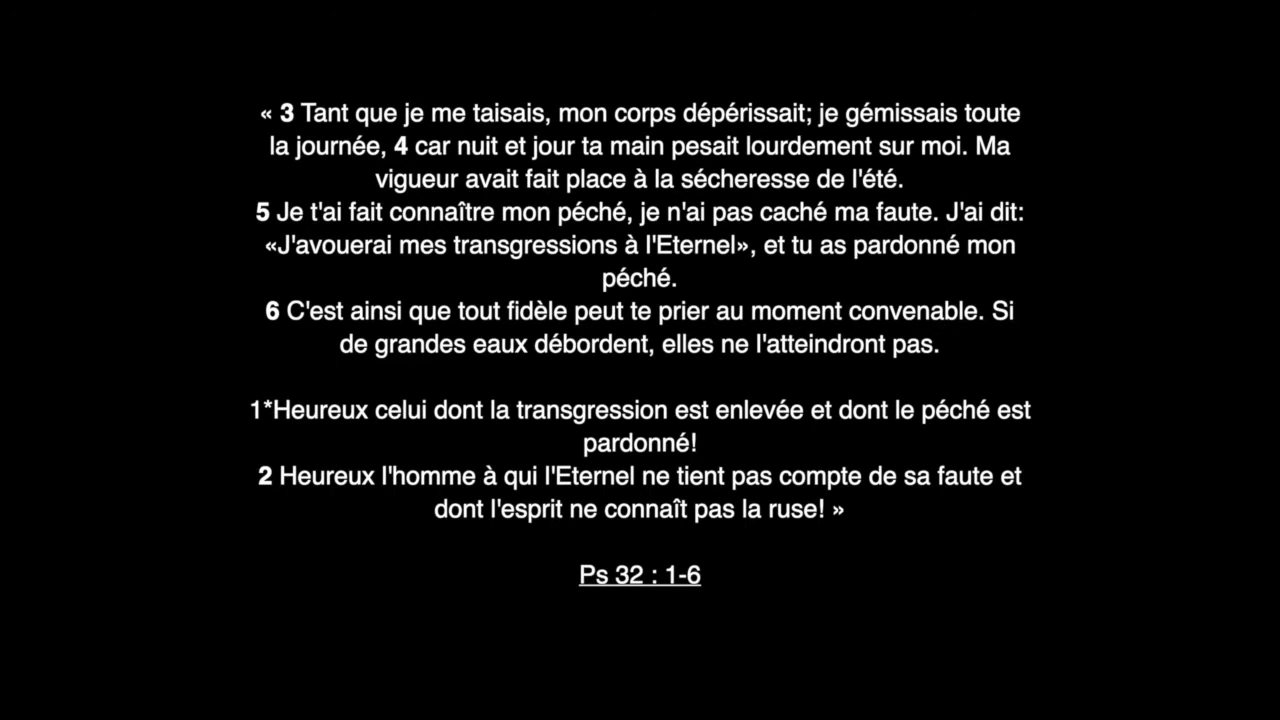 « 3 Tant que je me taisais, mon corps dépérissait; je gémissais toute
la journée, 4 car nuit et jour ta main pesait lourdement sur moi. Ma
vigueur avait fait place à la sécheresse de l'été.
5 Je t'ai fait connaître mon péché, je n'ai pas caché ma faute. J'ai dit:
«J'avouerai mes transgressions à l'Eternel», et tu as pardonné mon
péché.
6 C'est ainsi que tout fidèle peut te prier au moment convenable. Si
de grandes eaux débordent, elles ne l'atteindront pas.
1*Heureux celui dont la transgression est enlevée et dont le péché est
pardonné!
2 Heureux l'homme à qui l'Eternel ne tient pas compte de sa faute et
dont l'esprit ne connaît pas la ruse! »
Ps 32 : 1-6